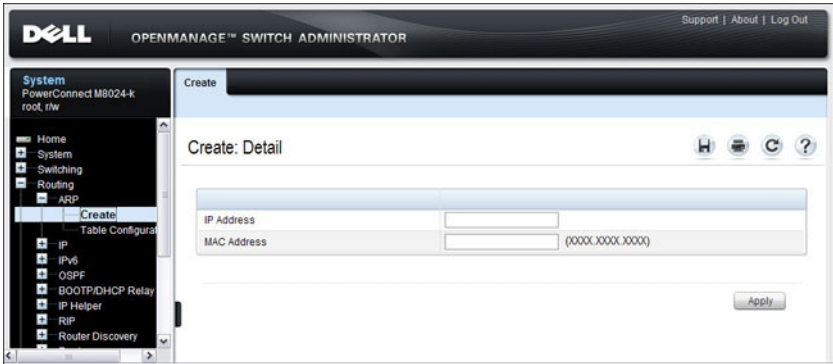 Support | About | Log Out
DELL
OPENMANAGE™ SWITCH ADMINISTRATOR
System
PowerConnect M8024-k
root, r/w
Create
Home
System
Switching
Routing
ARP
Create
Table Configurat
IP
IPv6
OSPF
BOOTP/DHCP Relay
IP Helper
RIP
Router Discovery
Create: Detail
H
C
?
IP Address
MAC Address
(XXXX.XXXX.XXXX)
Apply